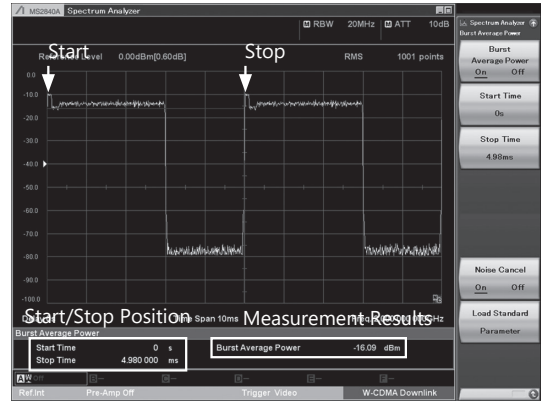 MS2840A Spectrum Analyzer
M RBW 20MHz M ATT 10dB
Reference Level 0.00dBm[0.60dB] RMS 1001 points
Start
Stop
0.0
-10.0
-20.0
-30.0
-40.0
-50.0
-60.0
-70.0
-80.0
-90.0
-100.0
Start/Stop Position
Measurement Results
Time Span 10ms
Burst Average Power
Start Time 0 s
Stop Time 4.980 000 ms
Burst Average Power -16.09 dBm
Ref.Int Pre-Amp Off Trigger Video W-CDMA Downlink
Spectrum Analyzer
Burst Average Power
Burst
Average Power
On Off
Start Time
0s
Stop Time
4.98ms
Noise Cancel
On Off
Load Standard
Parameter